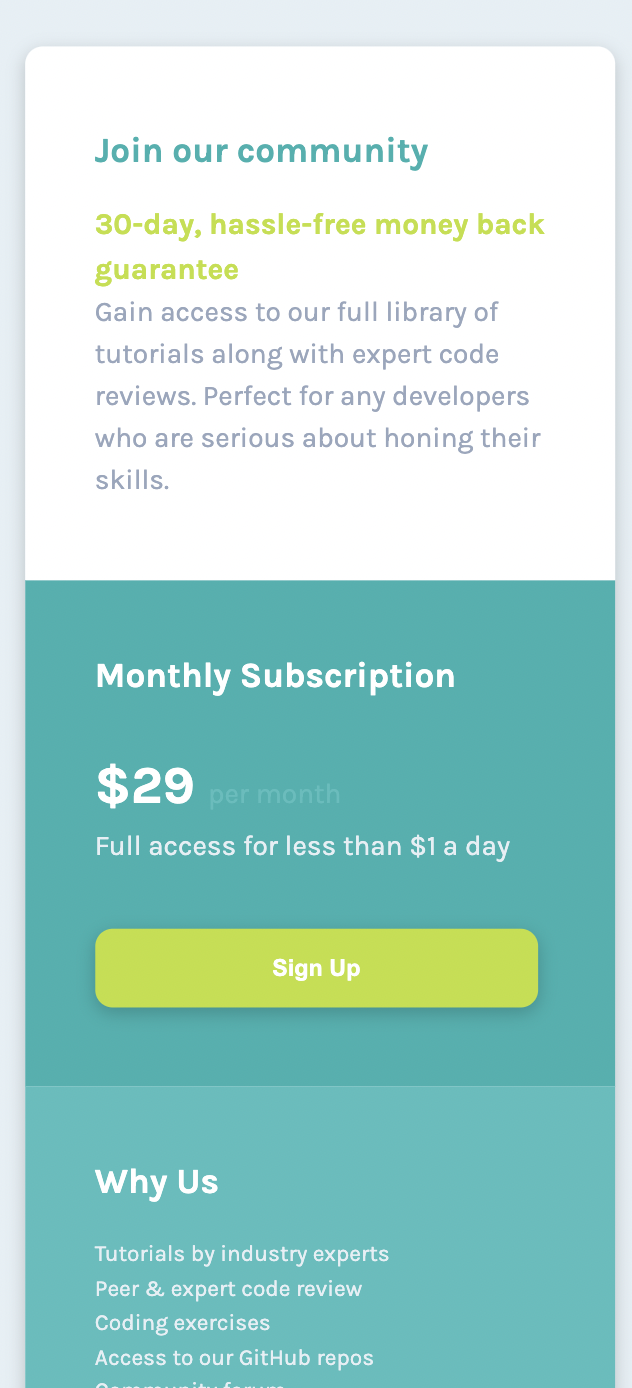 Join our community
30-day, hassle-free money back
guarantee
Gain access to our full library of
tutorials along with expert code
reviews. Perfect for any developers
who are serious about honing their
skills.
Monthly Subscription
$29 per month
Full access for less than $1 a day
Sign Up
Why Us
Tutorials by industry experts
Peer & expert code review
Coding exercises
Access to our GitHub repos
Community forum